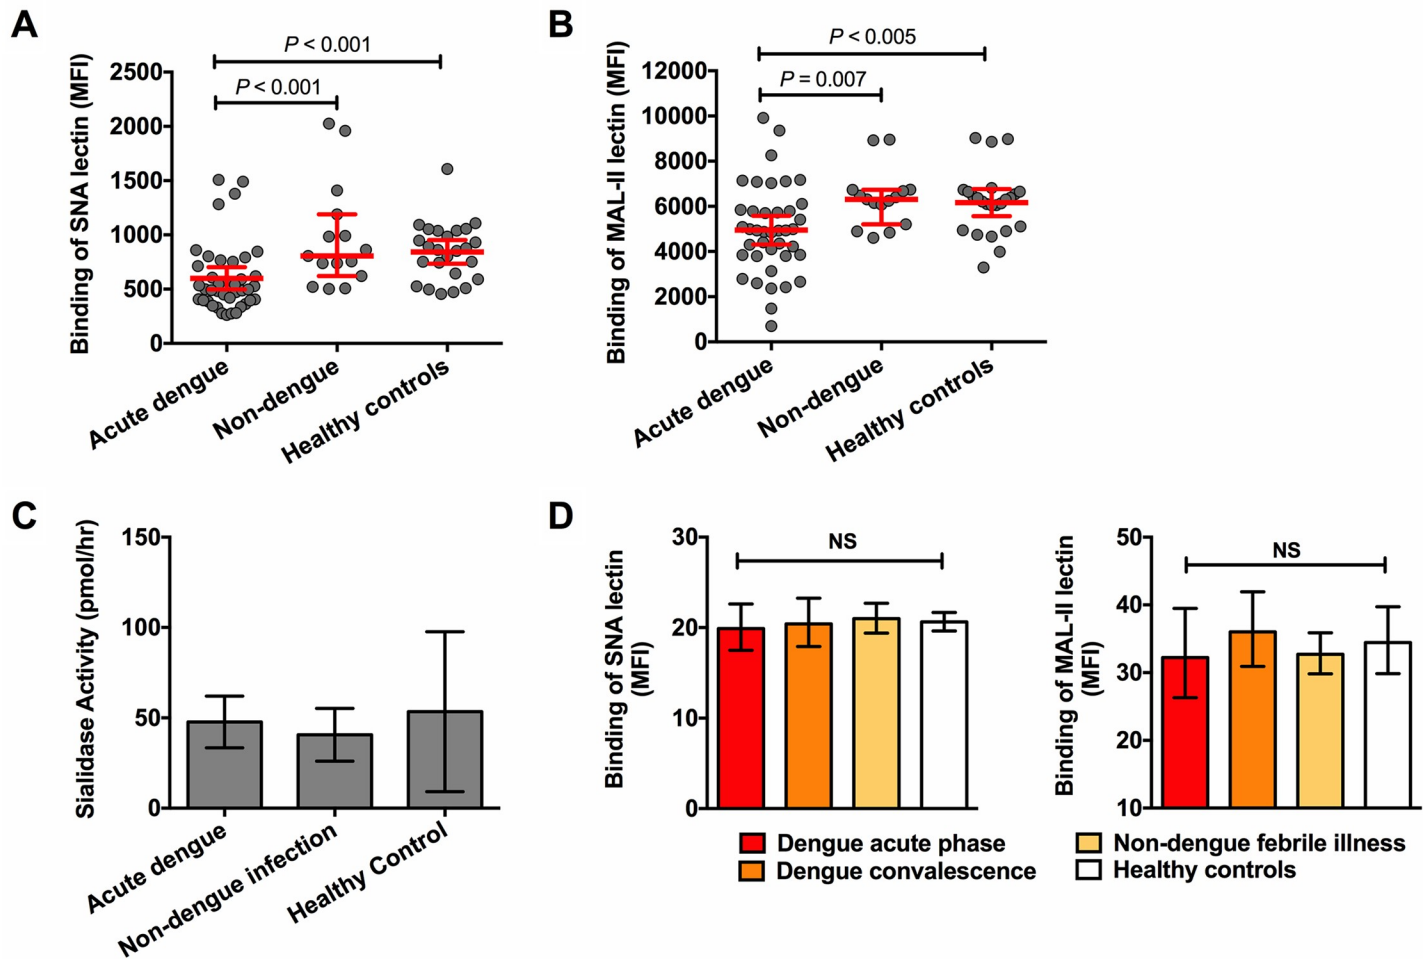 A
Binding of SNA lectin (MFI)
P < 0.001
P < 0.001
2500
2000
1500
1000
500
0
Acute dengue
Non-dengue
Healthy controls
B
Binding of MAL-II lectin (MFI)
P < 0.005
P = 0.007
12000
10000
8000
6000
4000
2000
0
Acute dengue
Non-dengue
Healthy controls
C
Sialidase Activity (pmol/hr)
150
100
50
0
Acute dengue
Non-dengue infection
Healthy Control
D
Binding of SNA lectin
(MFI)
30
20
10
0
NS
Binding of MAL-II lectin
(MFI)
50
40
30
20
10
NS
Dengue acute phase
Dengue convalescence
Non-dengue febrile illness
Healthy controls